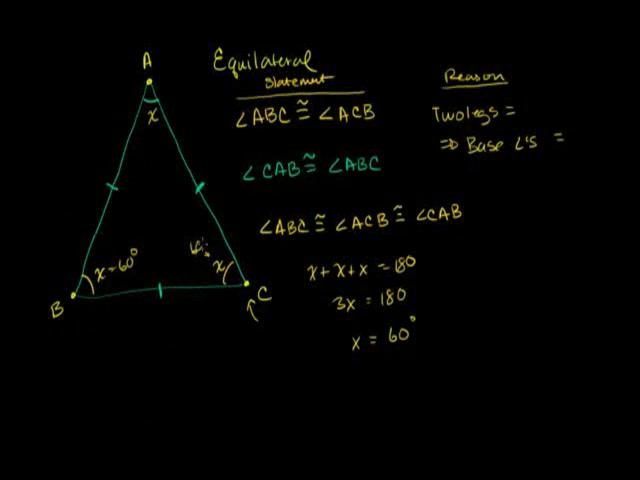 Equilateral
Statement
Reason
∠ABC ≅ ∠ACB
Two legs =
⇒ Base ∠'s =
∠CAB ≅ ∠ABC
∠ABC ≅ ∠ACB ≅ ∠CAB
x + x + x = 180
3x = 180
x = 60°
A
x
x = 60°
x
B
C